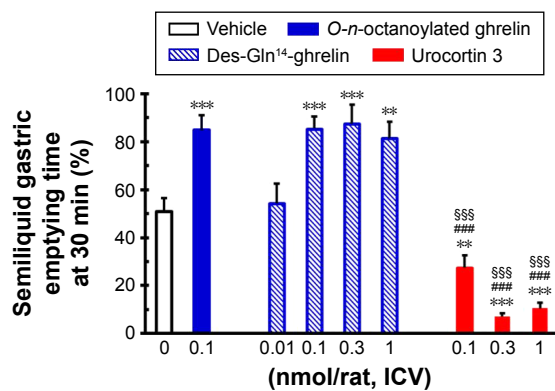 Vehicle O-n-octanoylated ghrelin
Des-Gln¹⁴-ghrelin Urocortin 3
Semiliquid gastric
emptying time
at 30 min (%)
100
80
60
40
20
0
***
***
***
**
§§§
###
**
§§§
###
***
§§§
###
***
0 0.1 0.01 0.1 0.3 1 0.1 0.3 1
(nmol/rat, ICV)